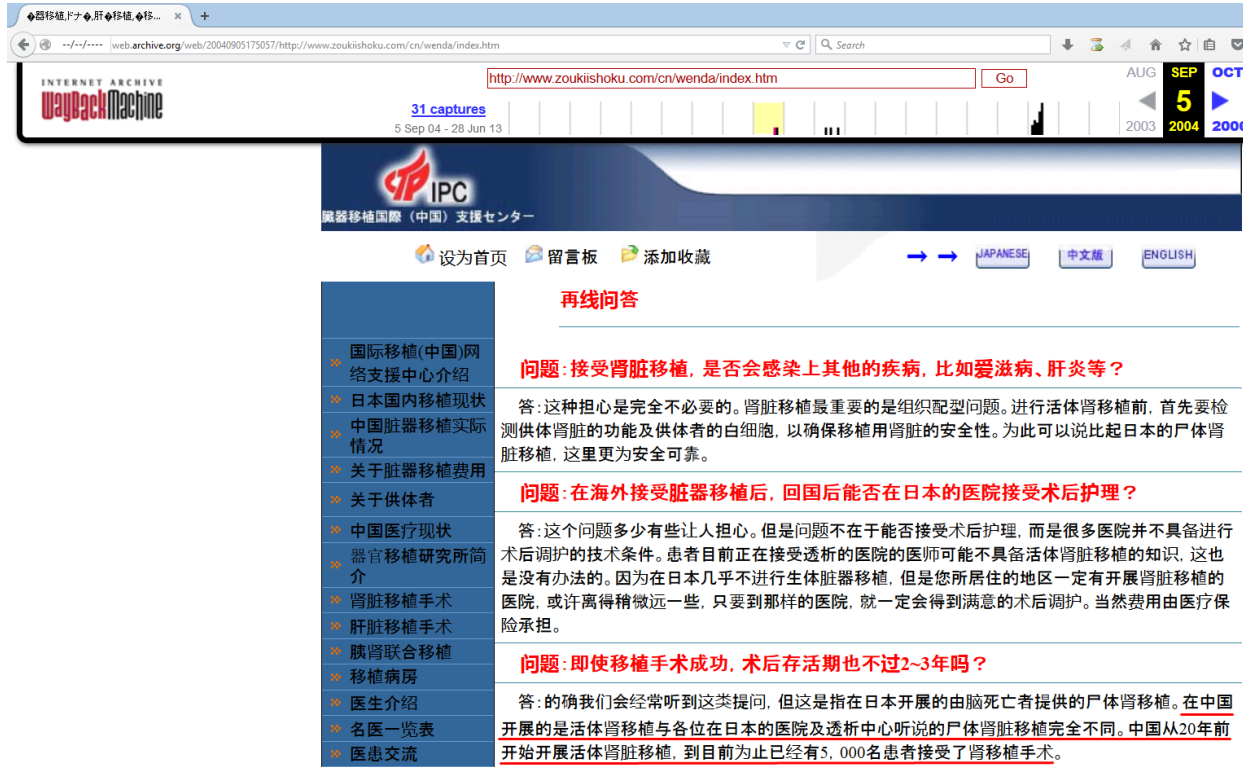 �器移植,ドナ�,肝�移植,�移...
--/--/---- web.archive.org/web/20040905175057/http://www.zoukiishoku.com/cn/wenda/index.htm
Search
INTERNET ARCHIVE
WayBackMachine
http://www.zoukiishoku.com/cn/wenda/index.htm
Go
31 captures
5 Sep 04 - 28 Jun 13
AUG SEP OCT
5
2003 2004 2006
IPC
臓器移植国際（中国）支援センター
设为首页 留言板 添加收藏
→ → JAPANESE 中文版 ENGLISH
国际移植(中国)网
络支援中心介绍
日本国内移植现状
中国脏器移植实际
情况
关于脏器移植费用
关于供体者
中国医疗现状
器官移植研究所简
介
肾脏移植手术
肝脏移植手术
胰肾联合移植
移植病房
医生介绍
名医一览表
医患交流
再线问答
问题:接受肾脏移植, 是否会感染上其他的疾病, 比如爱滋病、肝炎等？
答:这种担心是完全不必要的。肾脏移植最重要的是组织配型问题。进行活体肾移植前, 首先要检
测供体肾脏的功能及供体者的白细胞, 以确保移植用肾脏的安全性。为此可以说比起日本的尸体肾
脏移植, 这里更为安全可靠。
问题:在海外接受脏器移植后, 回国后能否在日本的医院接受术后护理？
答:这个问题多少有些让人担心。但是问题不在于能否接受术后护理, 而是很多医院并不具备进行
术后调护的技术条件。患者目前正在接受透析的医院的医师可能不具备活体肾脏移植的知识, 这也
是没有办法的。因为在日本几乎不进行生体脏器移植, 但是您所居住的地区一定有开展肾脏移植的
医院, 或许离得稍微远一些, 只要到那样的医院, 就一定会得到满意的术后调护。当然费用由医疗保
险承担。
问题:即使移植手术成功, 术后存活期也不过2~3年吗？
答:的确我们会经常听到这类提问, 但这是指在日本开展的由脑死亡者提供的尸体肾移植。在中国
开展的是活体肾移植与各位在日本的医院及透析中心听说的尸体肾脏移植完全不同。中国从20年前
开始开展活体肾脏移植, 到目前为止已经有5, 000名患者接受了肾移植手术。